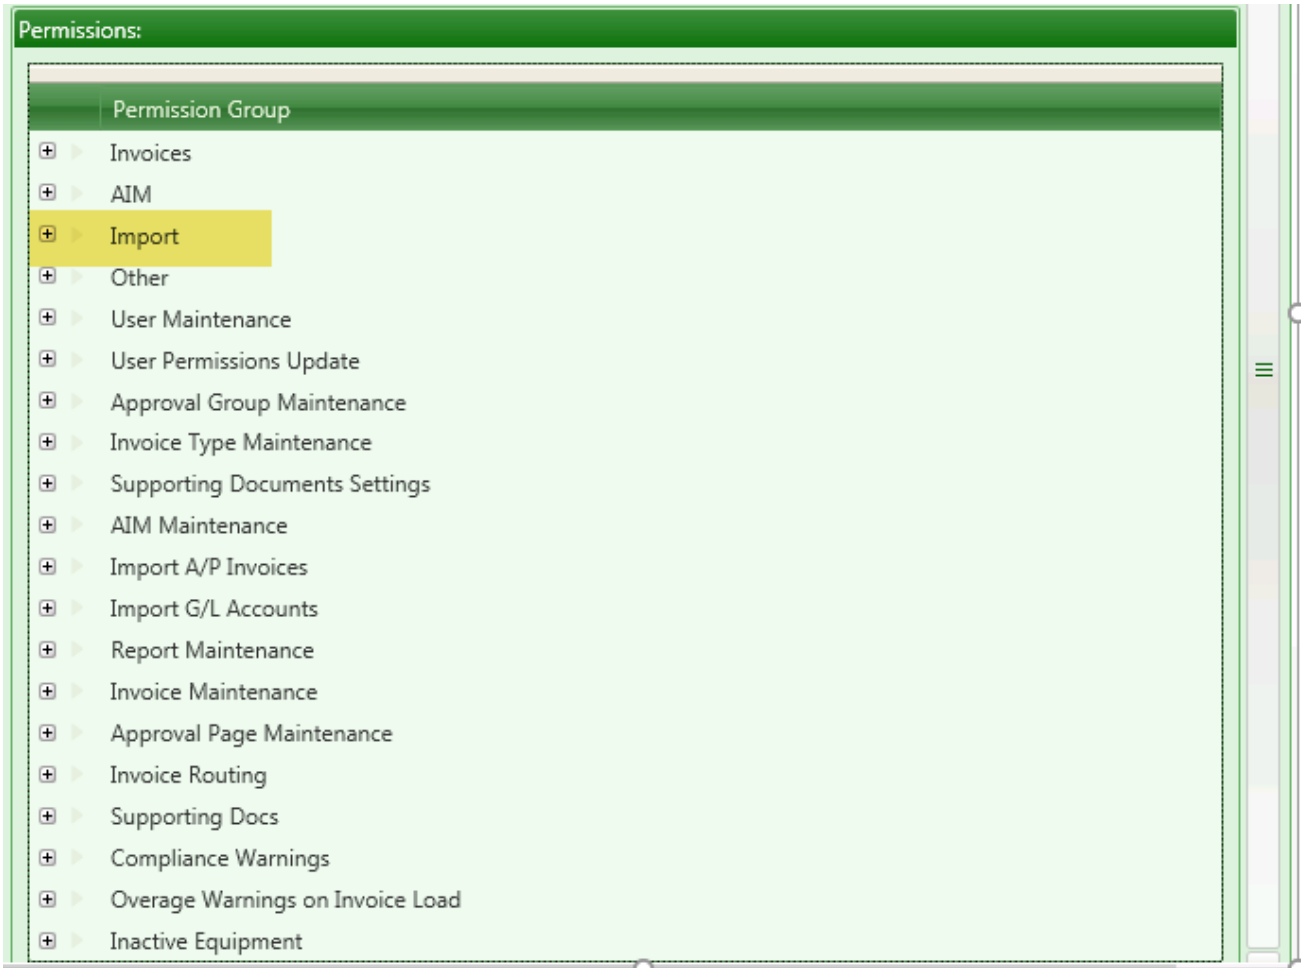 Permissions:
Permission Group
Invoices
AIM
Import
Other
User Maintenance
User Permissions Update
Approval Group Maintenance
Invoice Type Maintenance
Supporting Documents Settings
AIM Maintenance
Import A/P Invoices
Import G/L Accounts
Report Maintenance
Invoice Maintenance
Approval Page Maintenance
Invoice Routing
Supporting Docs
Compliance Warnings
Overage Warnings on Invoice Load
Inactive Equipment